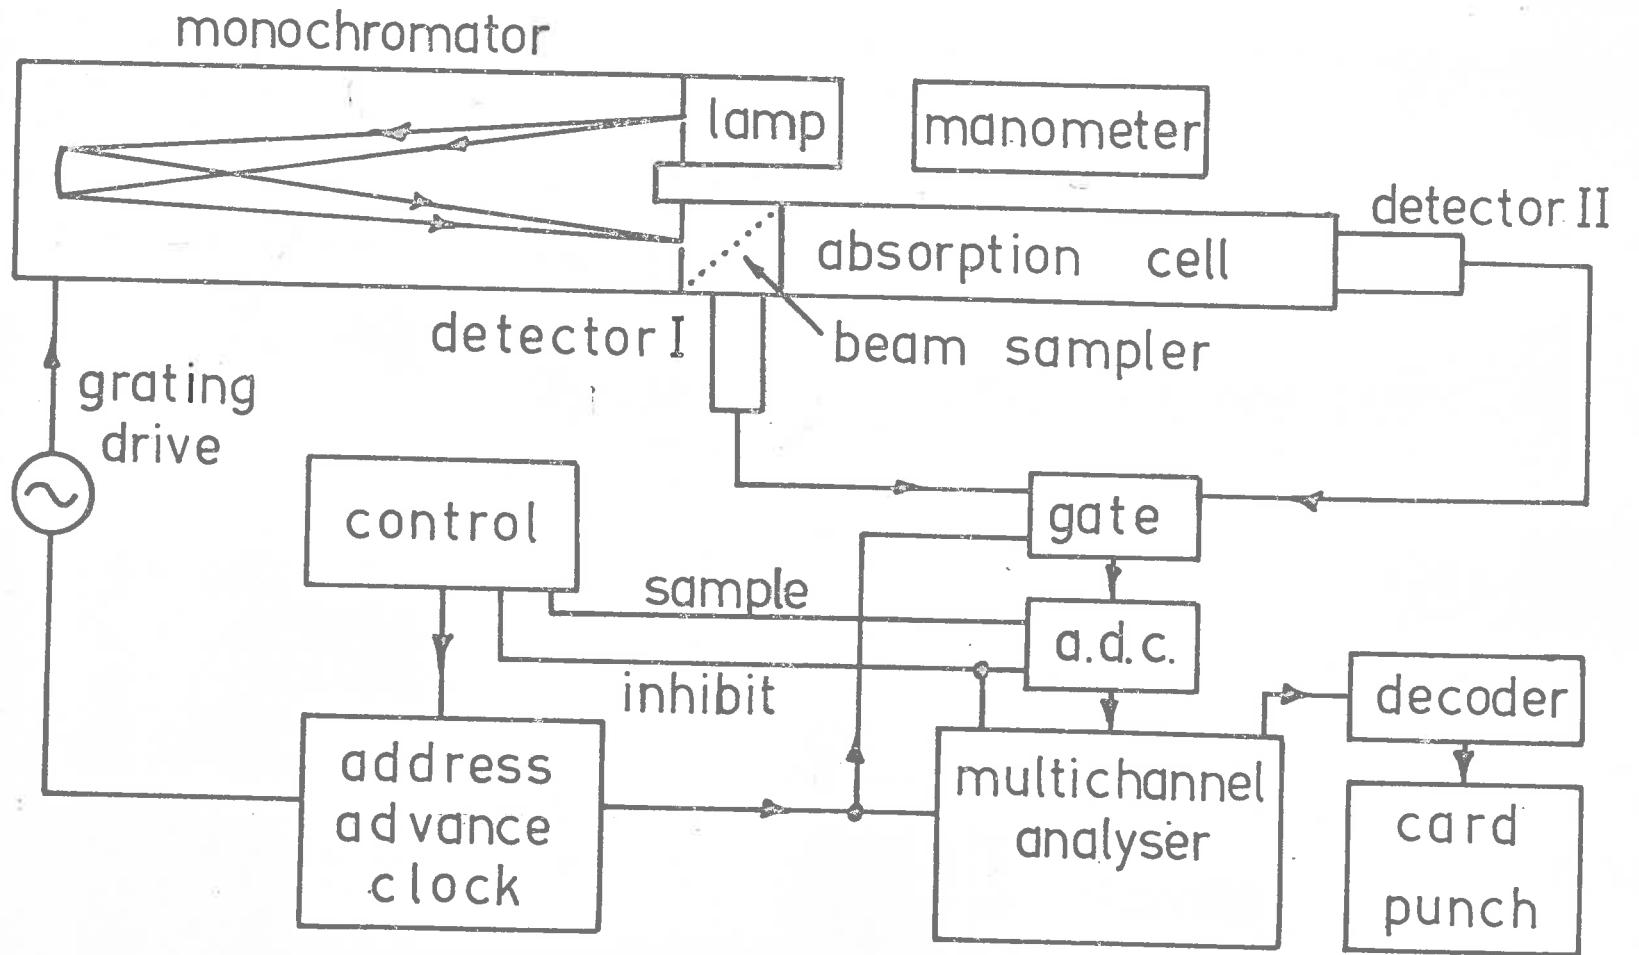 monochromator
lamp
manometer
detector II
absorption cell
detector I
beam sampler
grating
drive
control
gate
sample
a.d.c.
inhibit
decoder
address
advance
clock
multichannel
analyser
card
punch